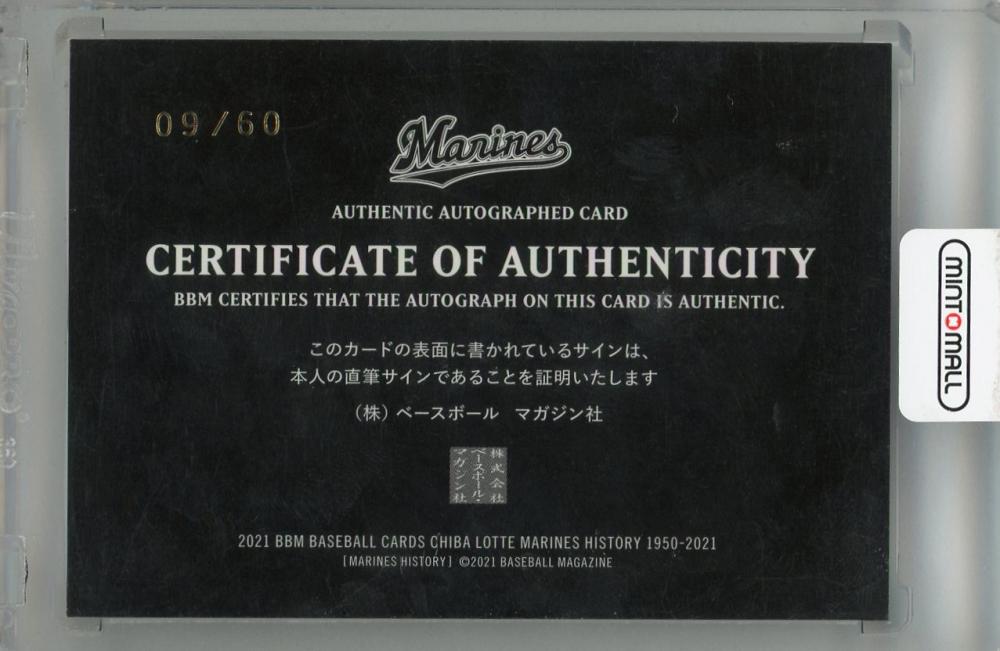 09/60
Marines
AUTHENTIC AUTOGRAPHED CARD
CERTIFICATE OF AUTHENTICITY
BBM CERTIFIES THAT THE AUTOGRAPH ON THIS CARD IS AUTHENTIC.
このカードの表面に書かれているサインは、
本人の直筆サインであることを証明いたします
（株）ベースボール　マガジン社
株式会社
ベースボール・
マガジン社
2021 BBM BASEBALL CARDS CHIBA LOTTE MARINES HISTORY 1950-2021
[MARINES HISTORY] ©2021 BASEBALL MAGAZINE
MINT MALL